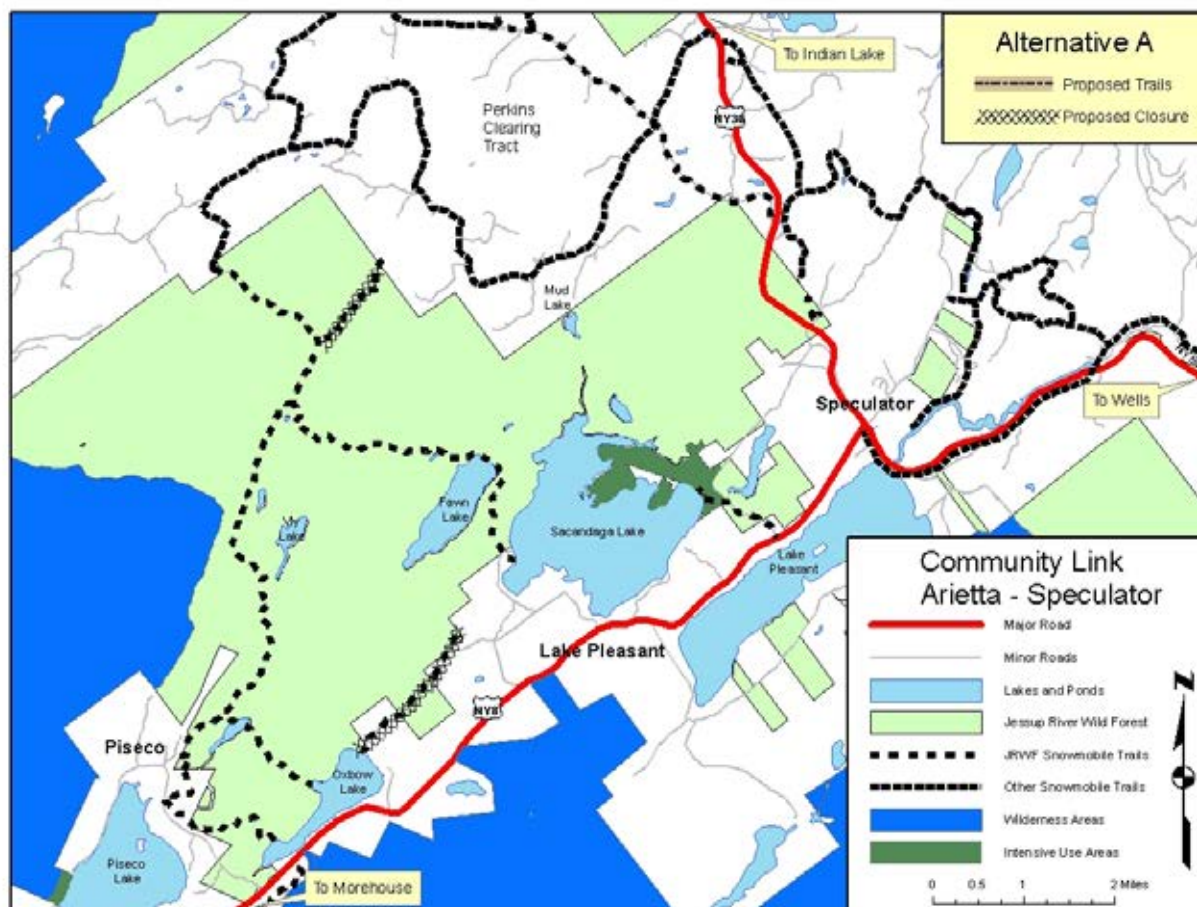 Alternative A
Proposed Trails
Proposed Closure
To Indian Lake
NY30
Perkins
Clearing
Tract
Mud
Lake
Speculator
To Wells
Fawn
Lake
Sacandaga Lake
Lake
Pleasant
Lake
Lake Pleasant
NY8
Piseco
Oxbow
Lake
Piseco
Lake
To Morehouse
Community Link
Arietta - Speculator
Major Road
Minor Roads
Lakes and Ponds
Jessup River Wild Forest
JRWF Snowmobile Trails
Other Snowmobile Trails
Wilderness Areas
Intensive Use Areas
N
0 0.5 1 2 Miles